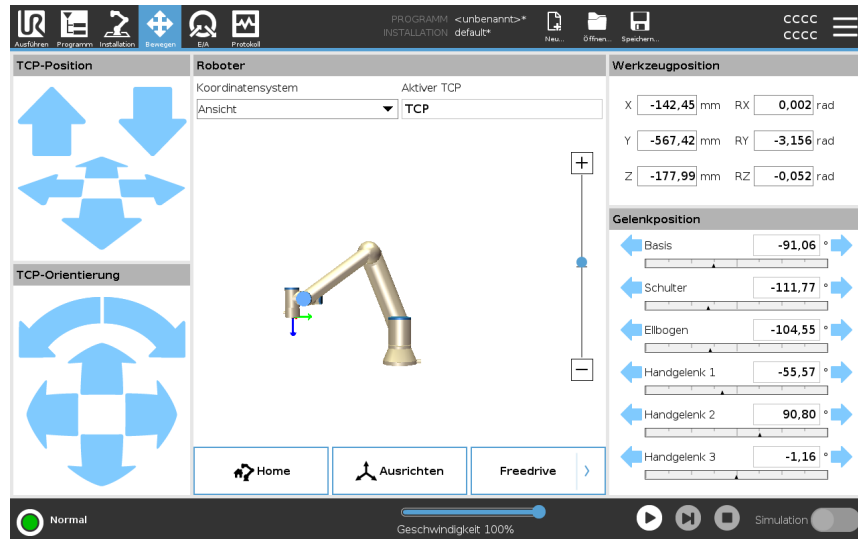 PROGRAMM <unbenannt>*
INSTALLATION default*
Ausführen Programm Installation Bewegen E/A Protokoll
Neu... Öffnen... Speichern...
CCCC
CCCC
TCP-Position
Roboter
Werkzeugposition
Koordinatensystem Aktiver TCP
Ansicht TCP
X -142,45 mm RX 0,002 rad
Y -567,42 mm RY -3,156 rad
Z -177,99 mm RZ -0,052 rad
Gelenkposition
Basis -91,06 °
Schulter -111,77 °
Ellbogen -104,55 °
Handgelenk 1 -55,57 °
Handgelenk 2 90,80 °
Handgelenk 3 -1,16 °
TCP-Orientierung
Home Ausrichten Freedrive
Normal
Geschwindigkeit 100%
Simulation